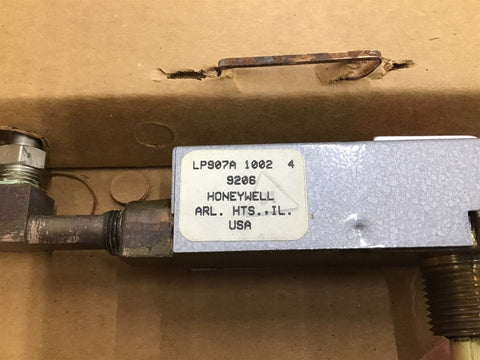 LP907A 1002 4
9206
HONEYWELL
ARL. HTS.,IL.
USA